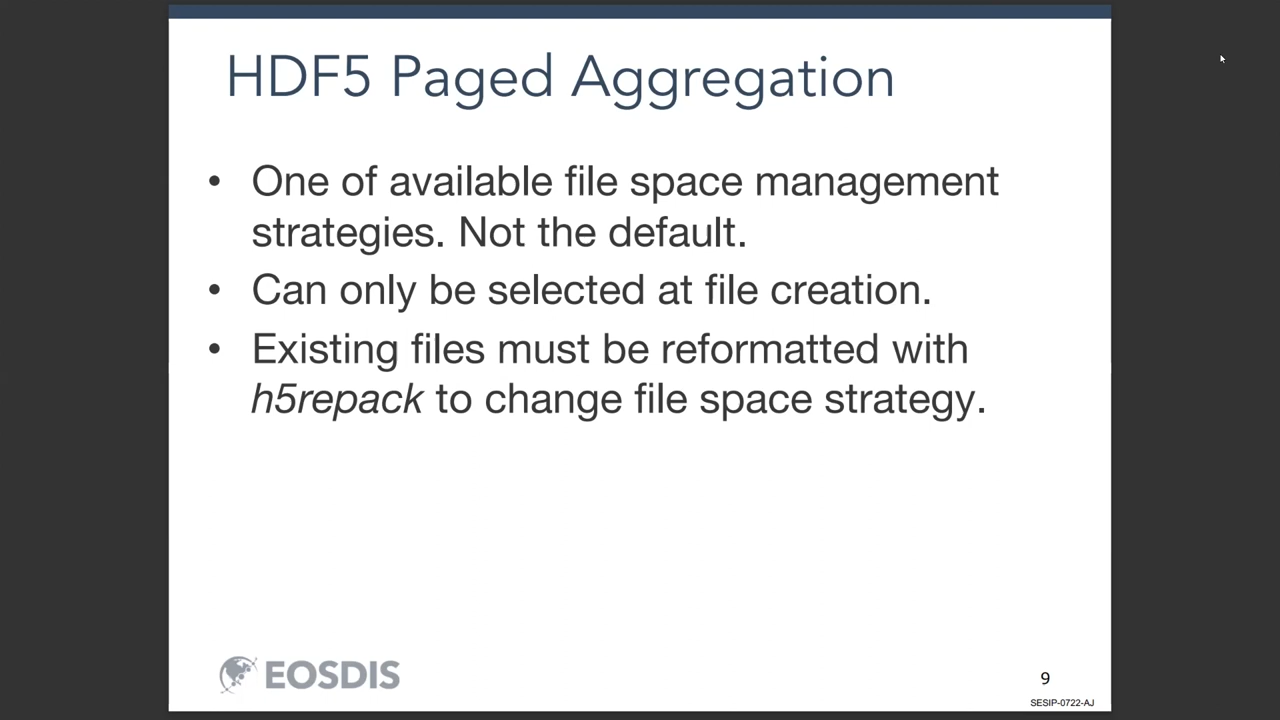 HDF5 Paged Aggregation
• One of available file space management
strategies. Not the default.
• Can only be selected at file creation.
• Existing files must be reformatted with
h5repack to change file space strategy.
EOSDIS
9
SESIP-0722-AJ